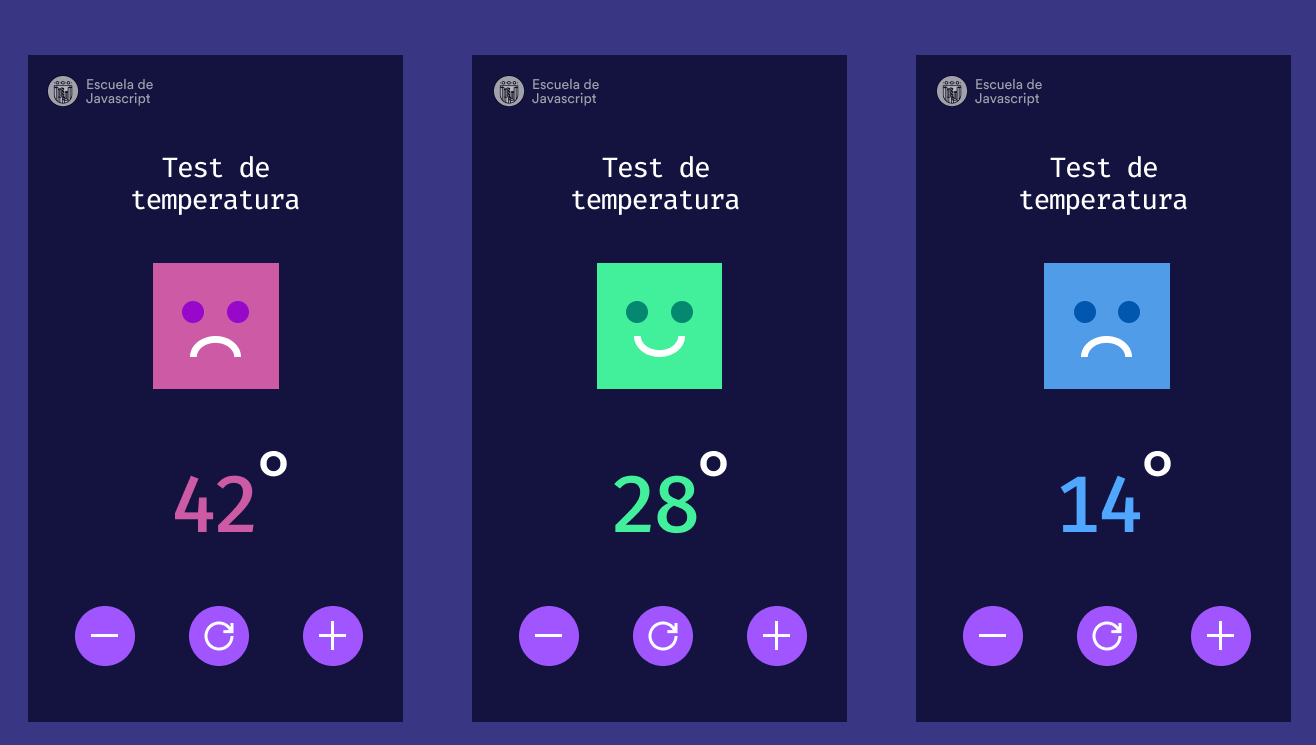 Escuela de
Javascript
Test de
temperatura
42°
Escuela de
Javascript
Test de
temperatura
28°
Escuela de
Javascript
Test de
temperatura
14°